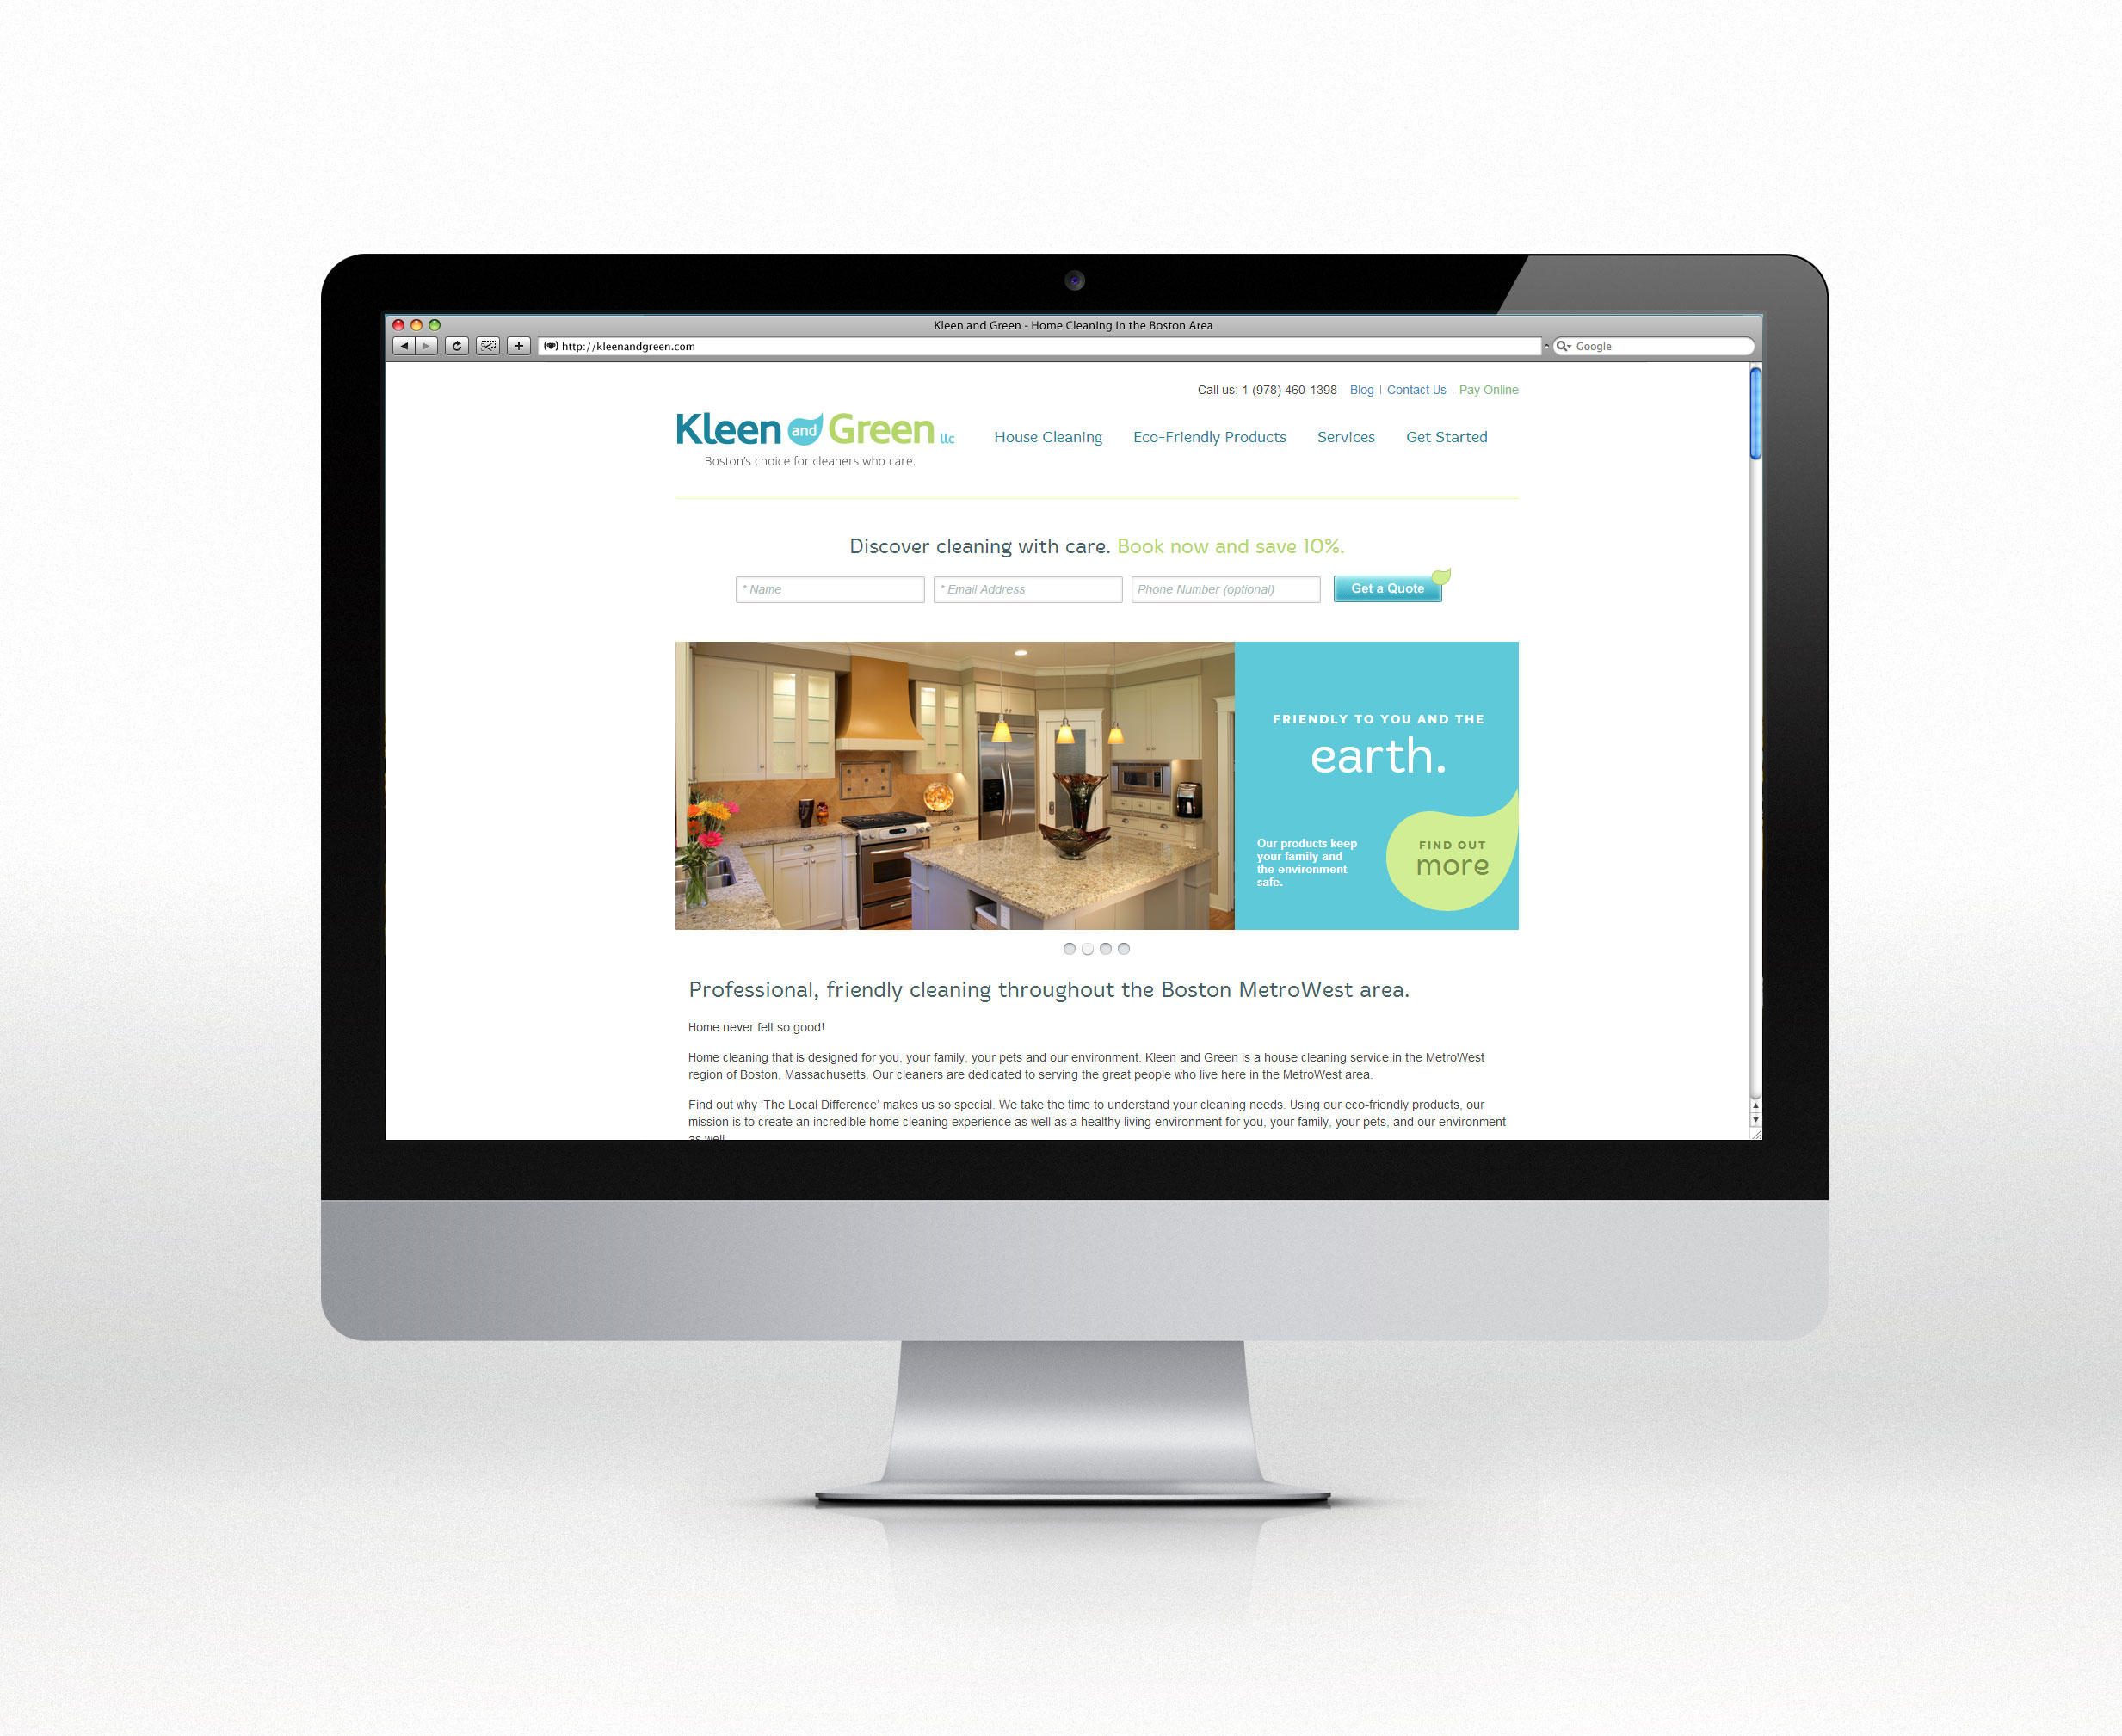 Kleen and Green - Home Cleaning in the Boston Area
http://kleenandgreen.com
Google
Call us: 1 (978) 460-1398 Blog | Contact Us | Pay Online
Kleen and Green llc
Boston's choice for cleaners who care.
House Cleaning Eco-Friendly Products Services Get Started
Discover cleaning with care. Book now and save 10%.
* Name * Email Address Phone Number (optional) Get a Quote
FRIENDLY TO YOU AND THE
earth.
Our products keep
your family and
the environment
safe.
FIND OUT
more
Professional, friendly cleaning throughout the Boston MetroWest area.
Home never felt so good!
Home cleaning that is designed for you, your family, your pets and our environment. Kleen and Green is a house cleaning service in the MetroWest
region of Boston, Massachusetts. Our cleaners are dedicated to serving the great people who live here in the MetroWest area.
Find out why ‘The Local Difference’ makes us so special. We take the time to understand your cleaning needs. Using our eco-friendly products, our
mission is to create an incredible home cleaning experience as well as a healthy living environment for you, your family, your pets, and our environment
as well